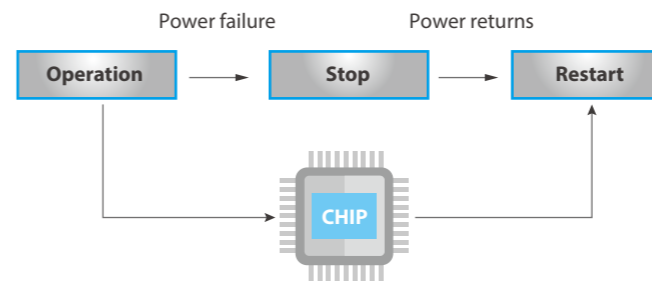 Power failure
Power returns
Operation
Stop
Restart
CHIP